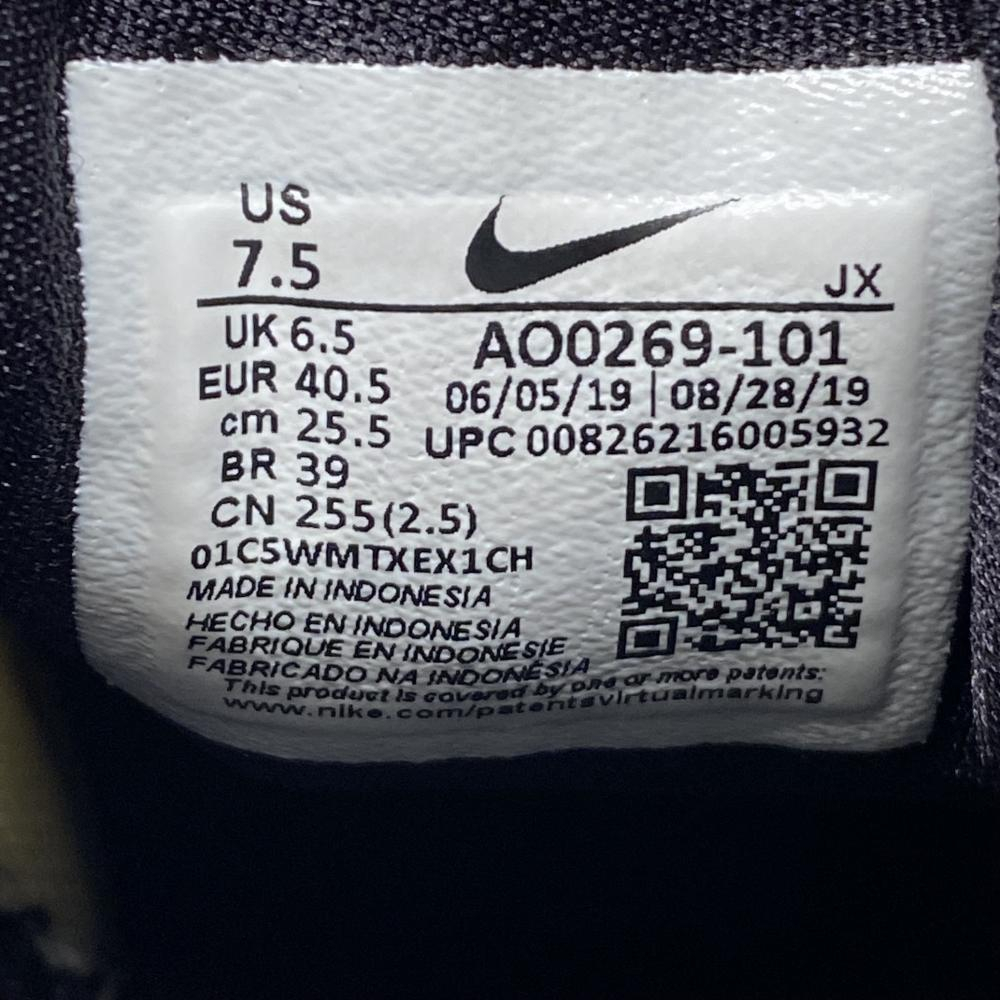 US
7.5
JX
UK 6.5
EUR 40.5
cm 25.5
BR 39
CN 255(2.5)
AO0269-101
06/05/19 | 08/28/19
UPC 00826216005932
01C5WMTXEX1CH
MADE IN INDONESIA
HECHO EN INDONESIA
FABRIQUE EN INDONESIE
FABRICADO NA INDONÉSIA
This product is covered by one or more patents:
www.nike.com/patentsvirtualmarking